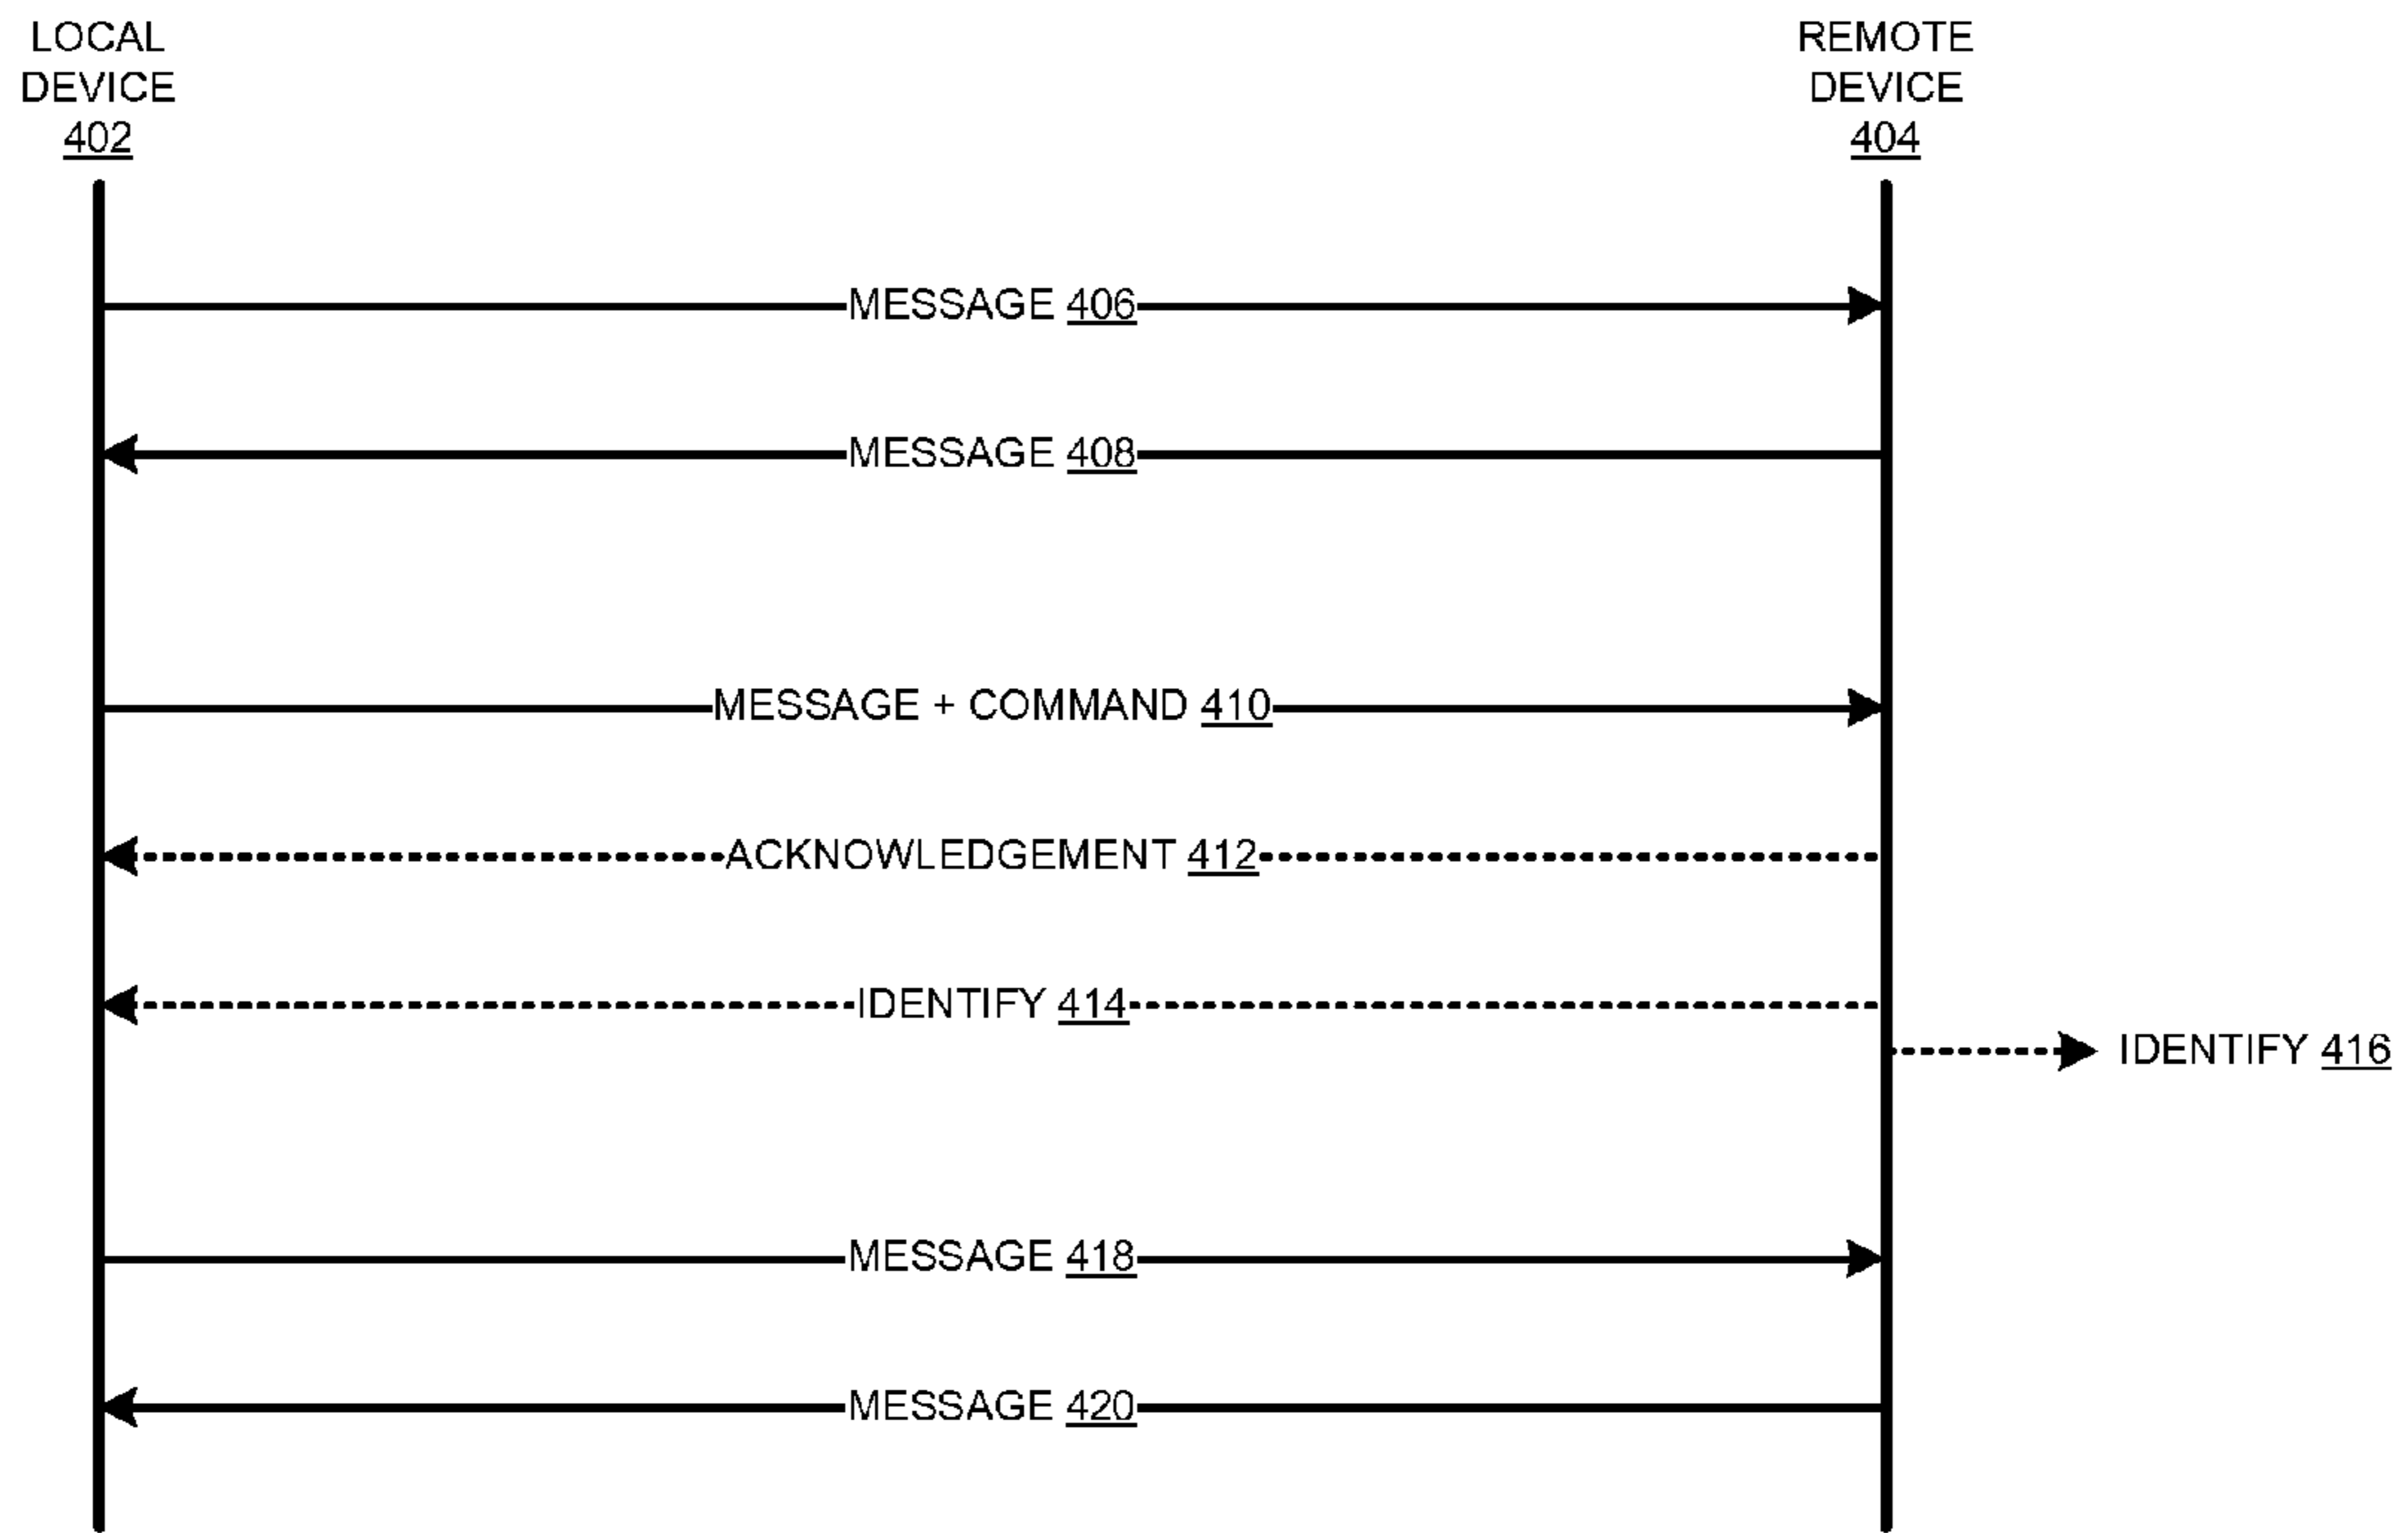 LOCAL
DEVICE
402
REMOTE
DEVICE
404
MESSAGE 406
MESSAGE 408
MESSAGE + COMMAND 410
ACKNOWLEDGEMENT 412
IDENTIFY 414
IDENTIFY 416
MESSAGE 418
MESSAGE 420